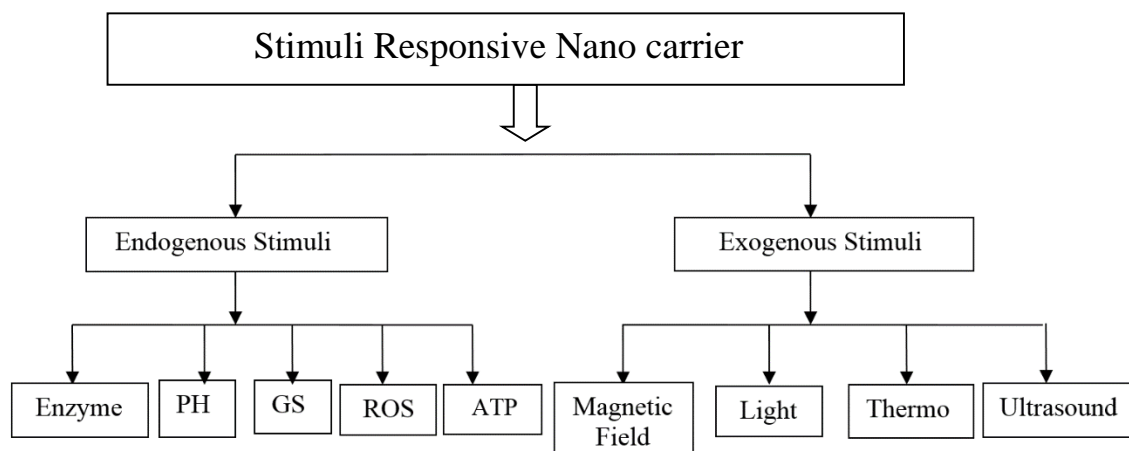 Stimuli Responsive Nano carrier
Endogenous Stimuli
Exogenous Stimuli
Enzyme
PH
GS
ROS
ATP
Magnetic
Field
Light
Thermo
Ultrasound